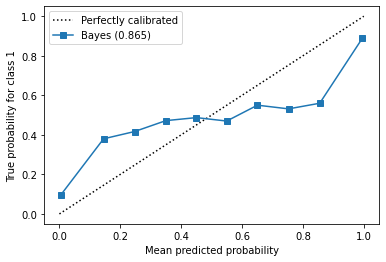 Perfectly calibrated
Bayes (0.865)
True probability for class 1
1.0
0.8
0.6
0.4
0.2
0.0
0.0 0.2 0.4 0.6 0.8 1.0
Mean predicted probability